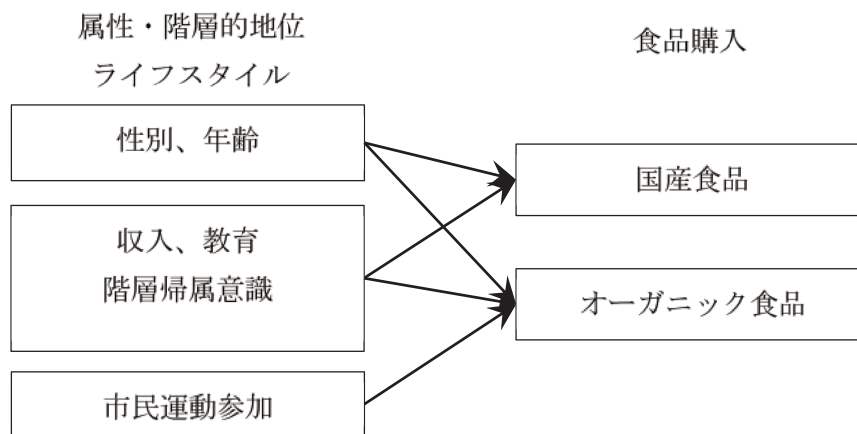 属性・階層的地位
ライフスタイル
食品購入
性別、年齢
国産食品
収入、教育
階層帰属意識
オーガニック食品
市民運動参加